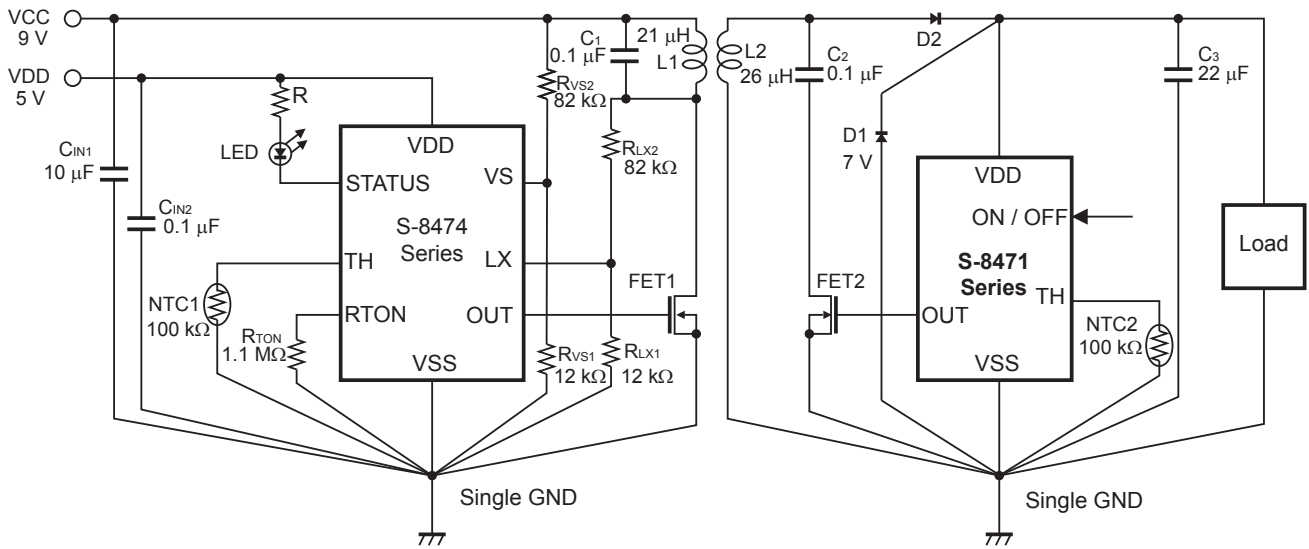 VCC
9 V
VDD
5 V
CIN1
10 μF
CIN2
0.1 μF
R
LED
NTC1
100 kΩ
RTON
1.1 MΩ
VDD
STATUS
VS
S-8474
Series
TH
LX
RTON
OUT
VSS
RVS2
82 kΩ
RVS1
12 kΩ
C1
0.1 μF
21 μH
L1
RLX2
82 kΩ
RLX1
12 kΩ
FET1
Single GND
L2
26 μH
C2
0.1 μF
D2
D1
7 V
FET2
VDD
ON / OFF
S-8471
Series
TH
OUT
VSS
NTC2
100 kΩ
C3
22 μF
Load
Single GND